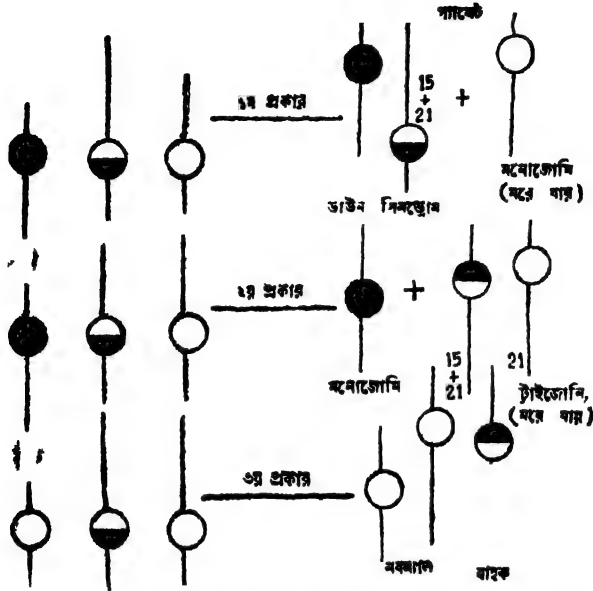 গ্যামেট
১ম প্রকার
15
+
21
+
মনোজোমি
(মরে যায়)
ডাউন সিনড্রোম
২য় প্রকার
+
মনোজোমি
15
+
21
21
ট্রাইজোমি,
(মরে যায়)
৩য় প্রকার
নরমাল
বাহক